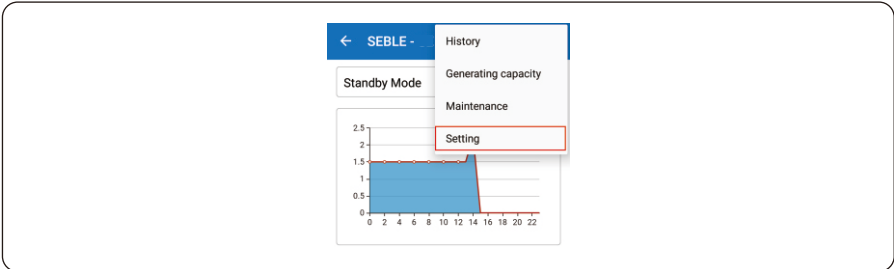 SEBLE -
History
Generating capacity
Maintenance
Setting
Standby Mode
2.5
2
1.5
1
0.5
0
0 2 4 6 8 10 12 14 16 18 20 22